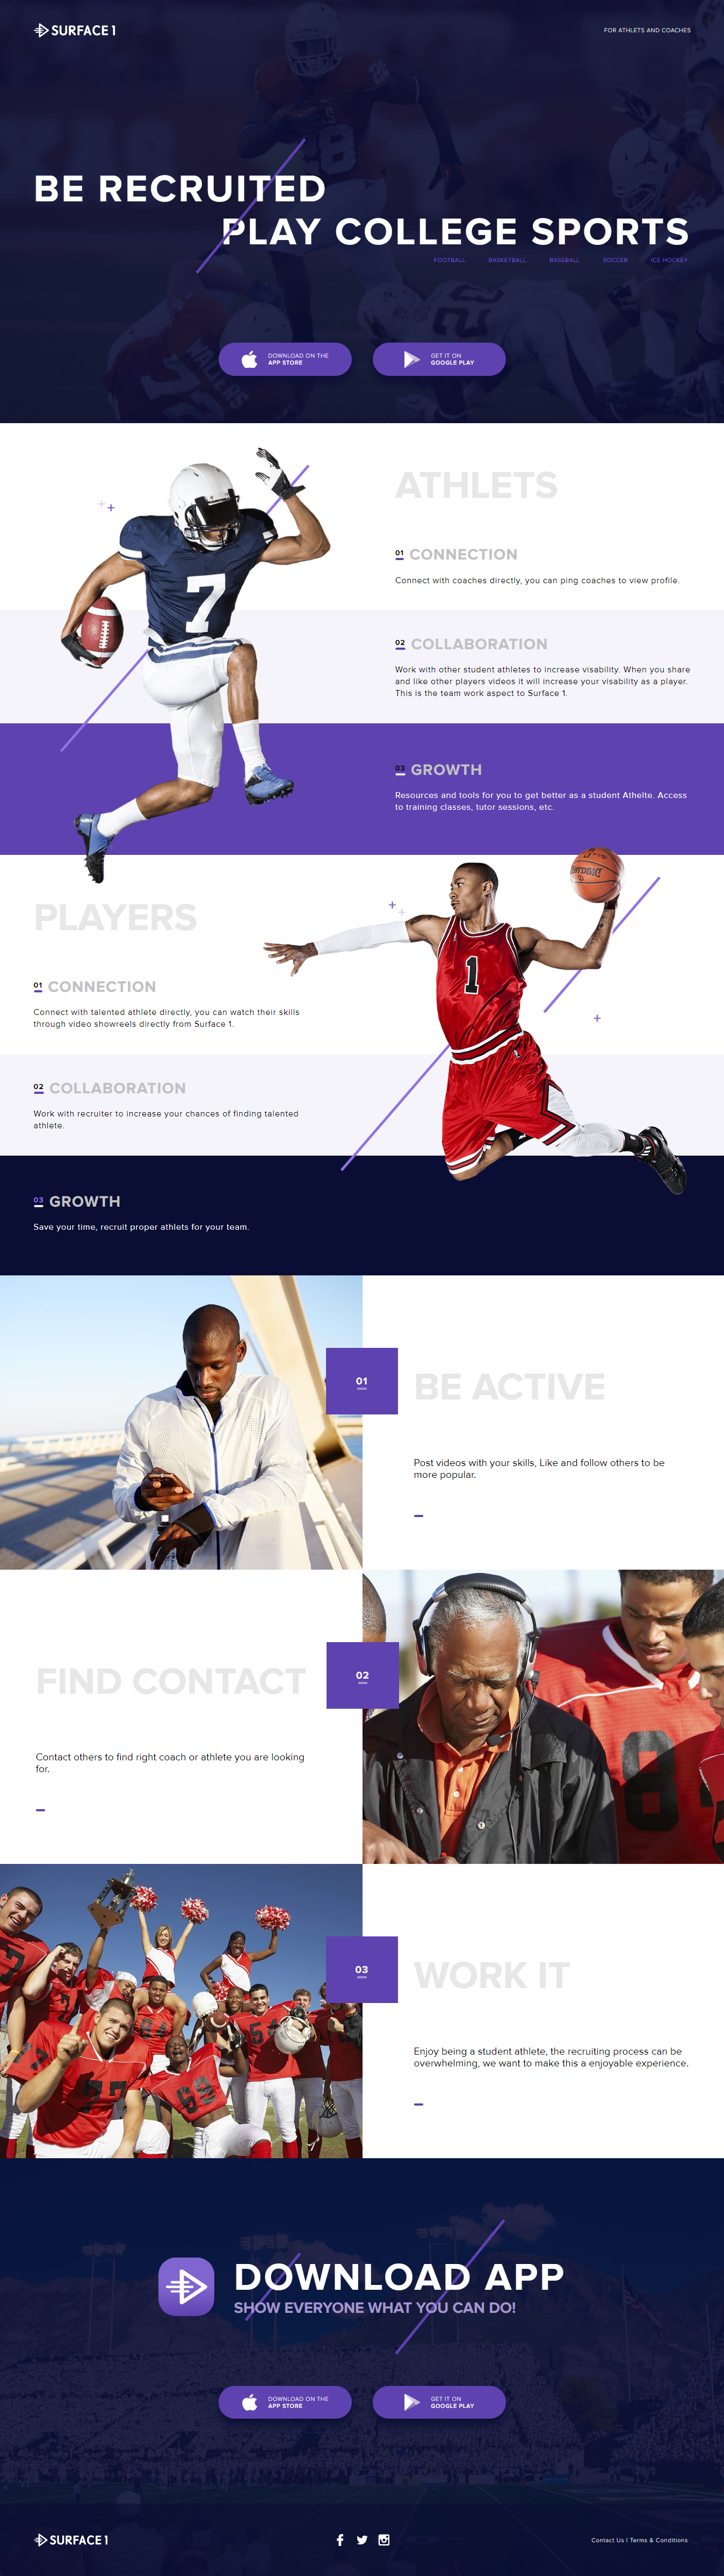 SURFACE 1
FOR ATHLETS AND COACHES
BE RECRUITED
PLAY COLLEGE SPORTS
FOOTBALL BASKETBALL BASEBALL SOCCER ICE HOCKEY
DOWNLOAD ON THE
APP STORE
GET IT ON
GOOGLE PLAY
ATHLETS
01 CONNECTION
Connect with coaches directly, you can ping coaches to view profile.
7
02 COLLABORATION
Work with other student athletes to increase visability. When you share
and like other players videos it will increase your visability as a player.
This is the team work aspect to Surface 1.
03 GROWTH
Resources and tools for you to get better as a student Athelte. Access
to training classes, tutor sessions, etc.
PLAYERS
1
01 CONNECTION
Connect with talented athlete directly, you can watch their skills
through video showreels directly from Surface 1.
02 COLLABORATION
Work with recruiter to increase your chances of finding talented
athlete.
03 GROWTH
Save your time, recruit proper athlets for your team.
01
BE ACTIVE
Post videos with your skills, Like and follow others to be
more popular.
02
FIND CONTACT
Contact others to find right coach or athlete you are looking
for.
8
03
WORK IT
84
54
77
69
Enjoy being a student athlete, the recruiting process can be
overwhelming, we want to make this a enjoyable experience.
DOWNLOAD APP
SHOW EVERYONE WHAT YOU CAN DO!
DOWNLOAD ON THE
APP STORE
GET IT ON
GOOGLE PLAY
SURFACE 1
Contact Us | Terms & Conditions